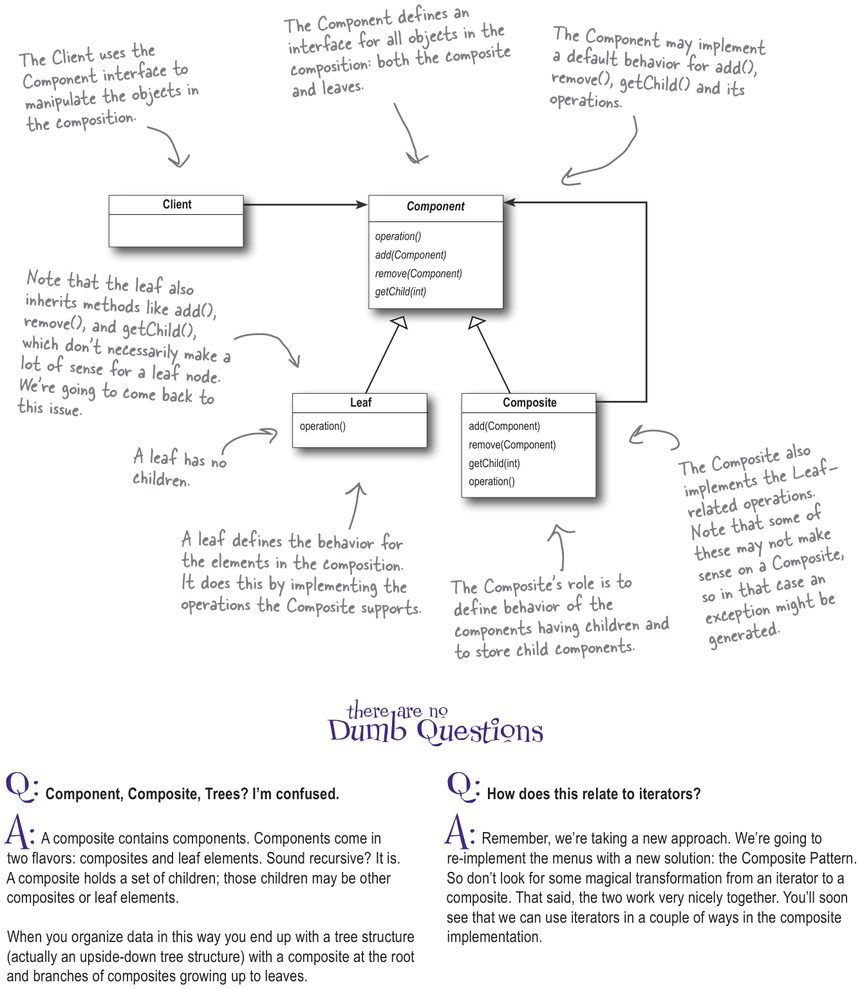 The Client uses the
Component interface to
manipulate the objects in
the composition.
The Component defines an
interface for all objects in the
composition: both the composite
and leaves.
The Component may implement
a default behavior for add(),
remove(), getChild() and its
operations.
Client
Component
operation()
add(Component)
remove(Component)
getChild(int)
Note that the leaf also
inherits methods like add(),
remove(), and getChild(),
which don't necessarily make a
lot of sense for a leaf node.
We're going to come back to
this issue.
Leaf
operation()
Composite
add(Component)
remove(Component)
getChild(int)
operation()
A leaf has no
children.
The Composite also
implements the Leaf-
related operations.
Note that some of
these may not make
sense on a Composite,
so in that case an
exception might be
generated.
A leaf defines the behavior for
the elements in the composition.
It does this by implementing the
operations the Composite supports.
The Composite's role is to
define behavior of the
components having children and
to store child components.
there are no
Dumb Questions
Q: Component, Composite, Trees? I'm confused.
A: A composite contains components. Components come in
two flavors: composites and leaf elements. Sound recursive? It is.
A composite holds a set of children; those children may be other
composites or leaf elements.
When you organize data in this way you end up with a tree structure
(actually an upside-down tree structure) with a composite at the root
and branches of composites growing up to leaves.
Q: How does this relate to iterators?
A: Remember, we're taking a new approach. We're going to
re-implement the menus with a new solution: the Composite Pattern.
So don't look for some magical transformation from an iterator to a
composite. That said, the two work very nicely together. You'll soon
see that we can use iterators in a couple of ways in the composite
implementation.